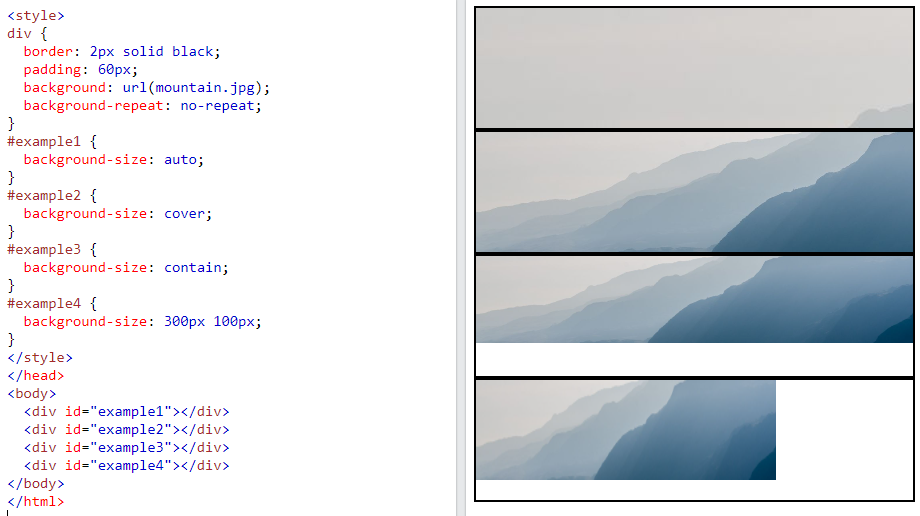 <style>
div {
  border: 2px solid black;
  padding: 60px;
  background: url(mountain.jpg);
  background-repeat: no-repeat;
}
#example1 {
  background-size: auto;
}
#example2 {
  background-size: cover;
}
#example3 {
  background-size: contain;
}
#example4 {
  background-size: 300px 100px;
}
</style>
</head>
<body>
  <div id="example1"></div>
  <div id="example2"></div>
  <div id="example3"></div>
  <div id="example4"></div>
</body>
</html>